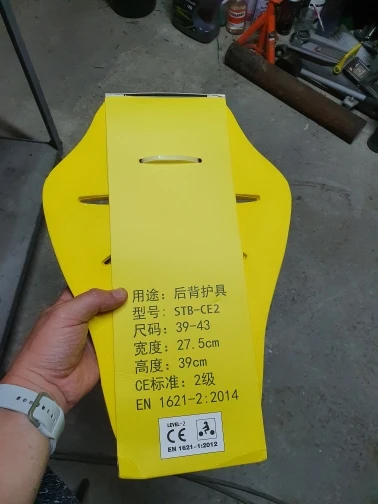 用途：后背护具
型号：STB-CE2
尺码：39-43
宽度：27.5cm
高度：39cm
CE标准：2级
EN 1621-2:2014
LEVEL-2
CE
EN 1621-1:2012